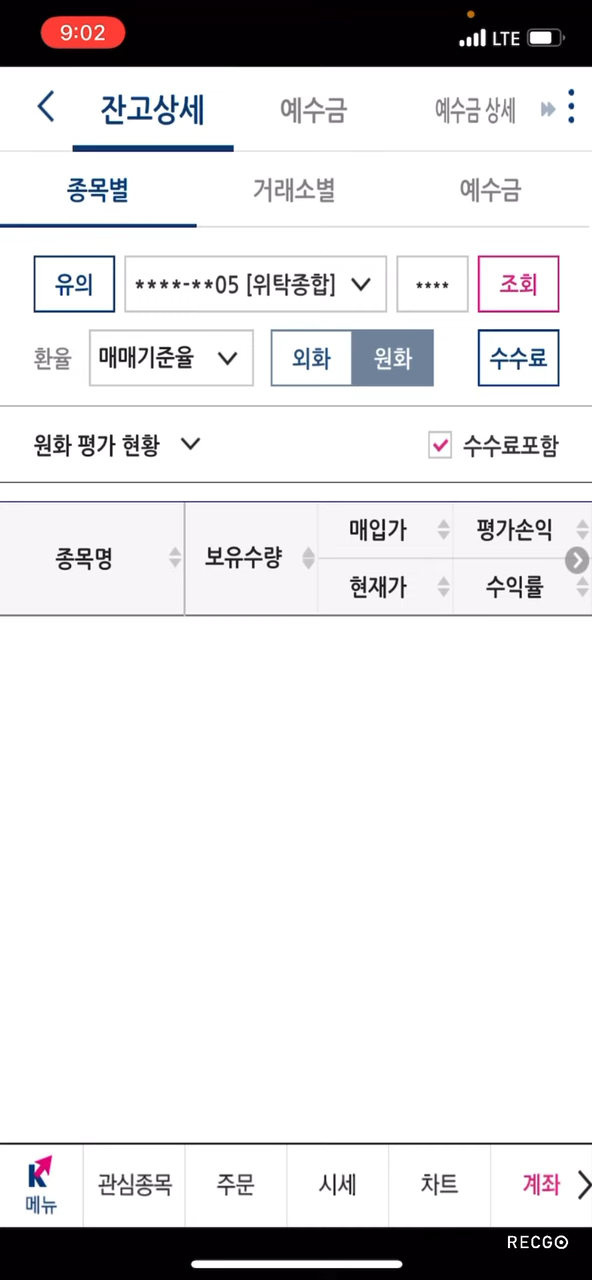 9:02
LTE
잔고상세 예수금 예수금 상세
종목별 거래소별 예수금
유의 ****-**05 [위탁종합] **** 조회
환율 매매기준율 외화 원화 수수료
원화 평가 현황 수수료포함
종목명 보유수량 매입가 평가손익
현재가 수익률
K
메뉴 관심종목 주문 시세 차트 계좌
RECGO